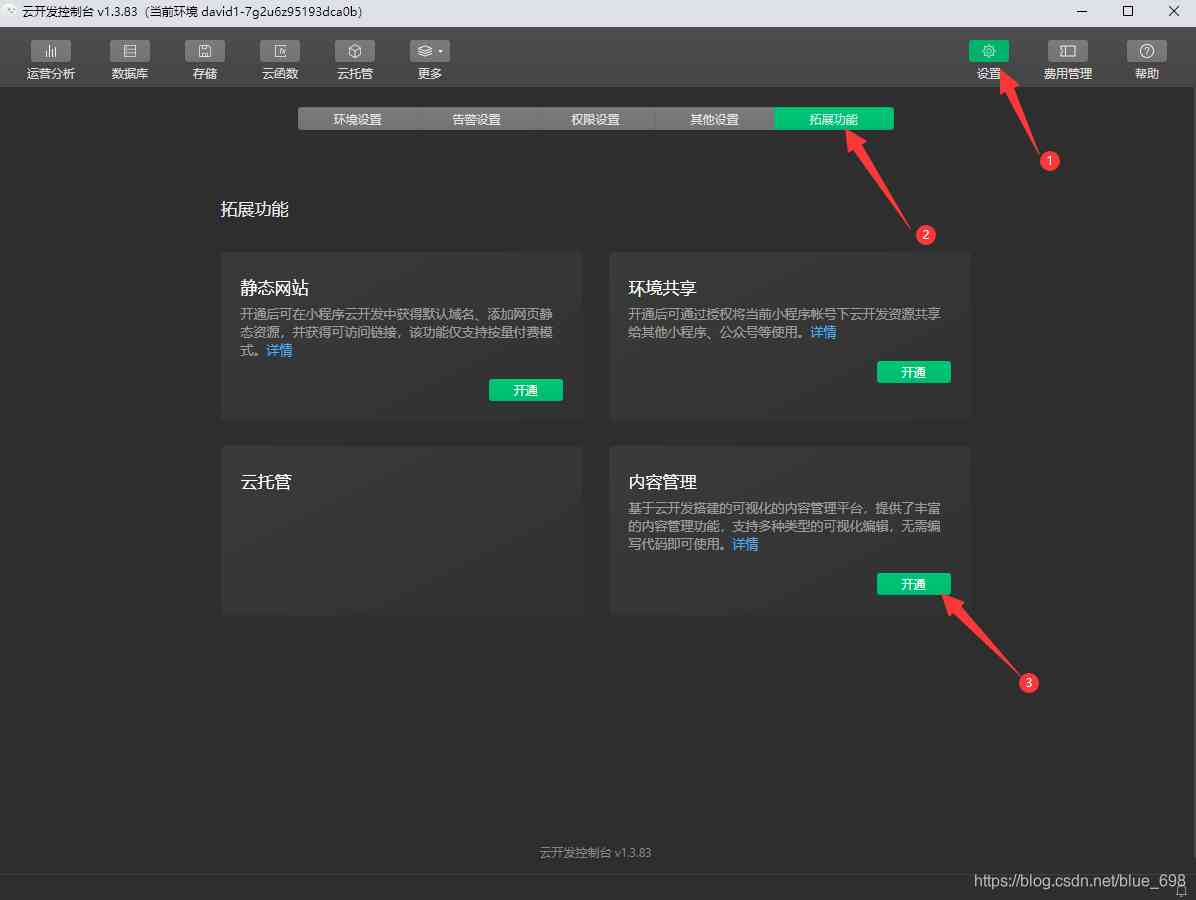 云开发控制台 v1.3.83（当前环境 david1-7g2u6z95193dca0b）
运营分析 数据库 存储 云函数 云托管 更多 设置 费用管理 帮助
环境设置 告警设置 权限设置 其他设置 拓展功能
1
2
拓展功能
静态网站
开通后可在小程序云开发中获得默认域名、添加网页静
态资源，并获得可访问链接，该功能仅支持按量付费模
式。详情
开通
环境共享
开通后可通过授权将当前小程序帐号下云开发资源共享
给其他小程序、公众号等使用。详情
开通
云托管
内容管理
基于云开发搭建的可视化的内容管理平台，提供了丰富
的内容管理功能，支持多种类型的可视化编辑，无需编
写代码即可使用。详情
开通
3
云开发控制台 v1.3.83
https://blog.csdn.net/blue_698